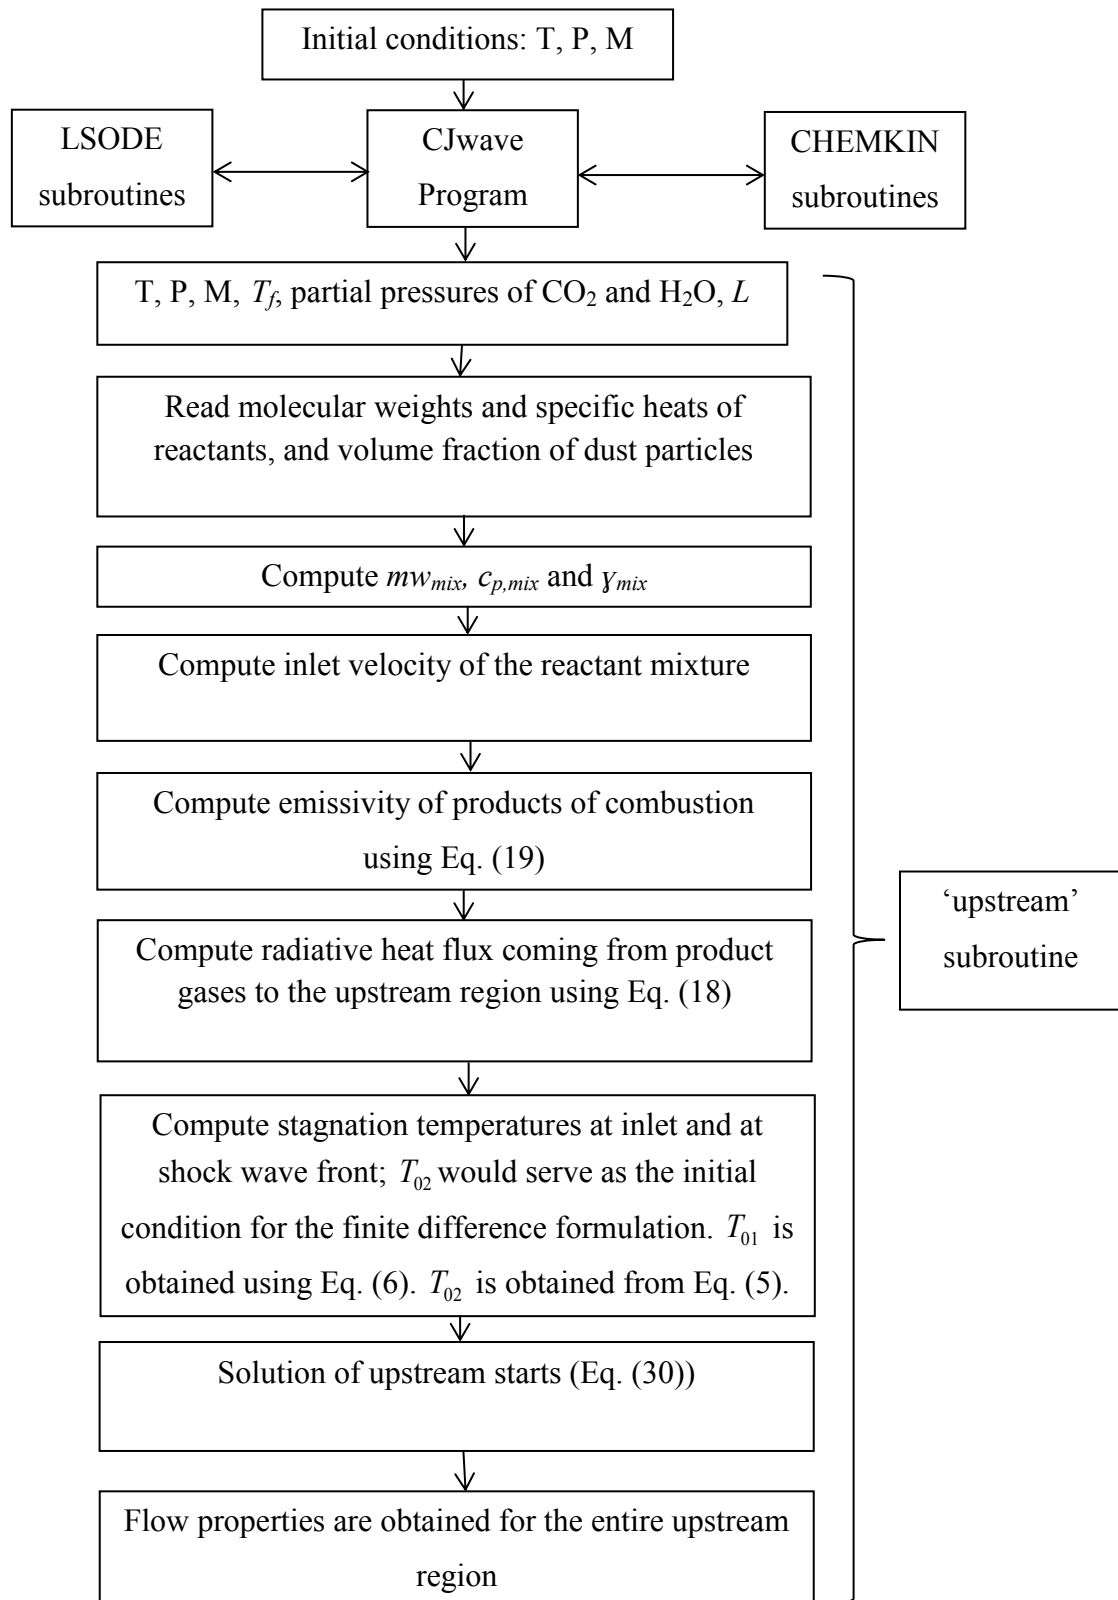 Initial conditions: T, P, M
LSODE
subroutines
CJwave
Program
CHEMKIN
subroutines
T, P, M, T_f, partial pressures of CO₂ and H₂O, L
Read molecular weights and specific heats of
reactants, and volume fraction of dust particles
Compute mw_mix, c_p,mix and ɣ_mix
Compute inlet velocity of the reactant mixture
Compute emissivity of products of combustion
using Eq. (19)
Compute radiative heat flux coming from product
gases to the upstream region using Eq. (18)
Compute stagnation temperatures at inlet and at
shock wave front; T₀₂ would serve as the initial
condition for the finite difference formulation. T₀₁ is
obtained using Eq. (6). T₀₂ is obtained from Eq. (5).
Solution of upstream starts (Eq. (30))
Flow properties are obtained for the entire upstream
region
‘upstream’
subroutine